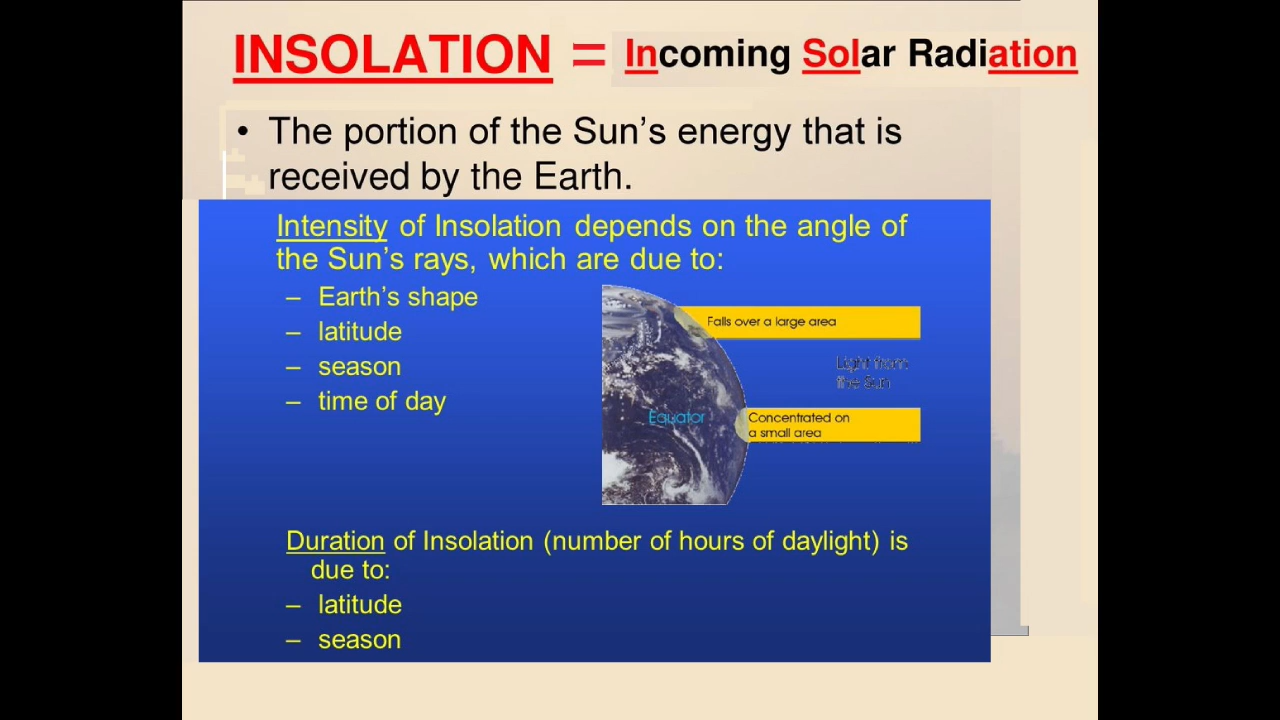 INSOLATION = Incoming Solar Radiation
• The portion of the Sun’s energy that is
received by the Earth.
Intensity of Insolation depends on the angle of
the Sun’s rays, which are due to:
– Earth’s shape
– latitude
– season
– time of day
Falls over a large area
Light from
the Sun
Equator
Concentrated on
a small area
Duration of Insolation (number of hours of daylight) is
due to:
– latitude
– season